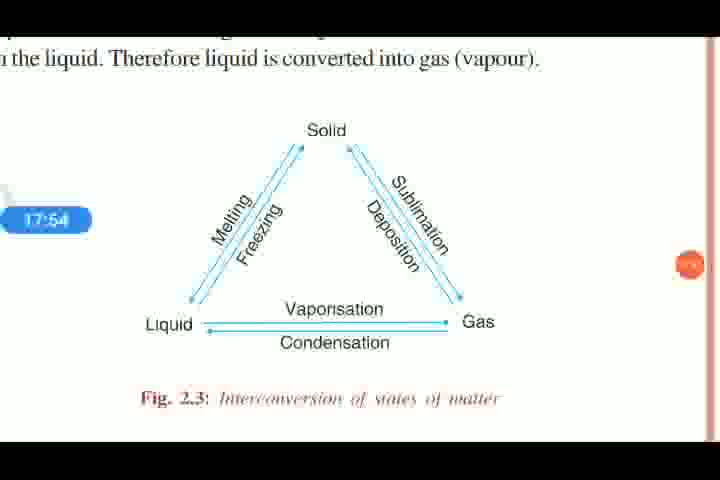 the liquid. Therefore liquid is converted into gas (vapour).
Solid
Melting
Freezing
Sublimation
Deposition
17:54
Vaporisation
Liquid
Gas
Condensation
Fig. 2.3: Interconversion of states of matter